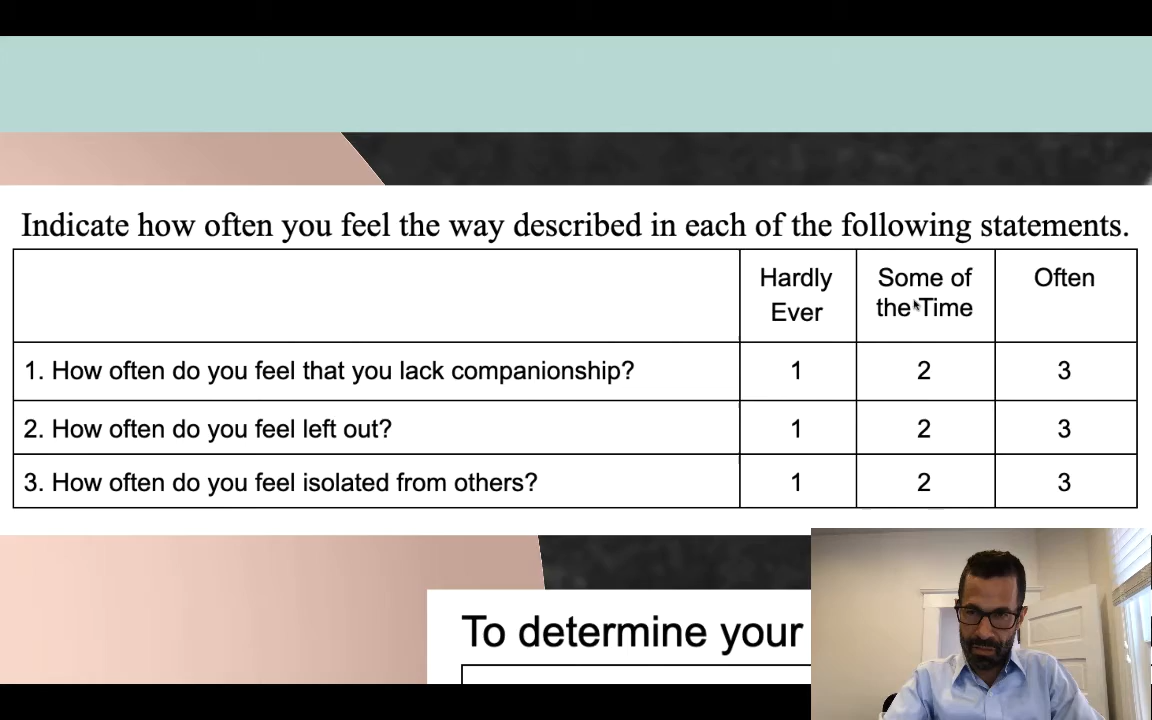 Indicate how often you feel the way described in each of the following statements.
Hardly Ever
Some of the Time
Often
1. How often do you feel that you lack companionship? 1 2 3
2. How often do you feel left out? 1 2 3
3. How often do you feel isolated from others? 1 2 3
To determine your